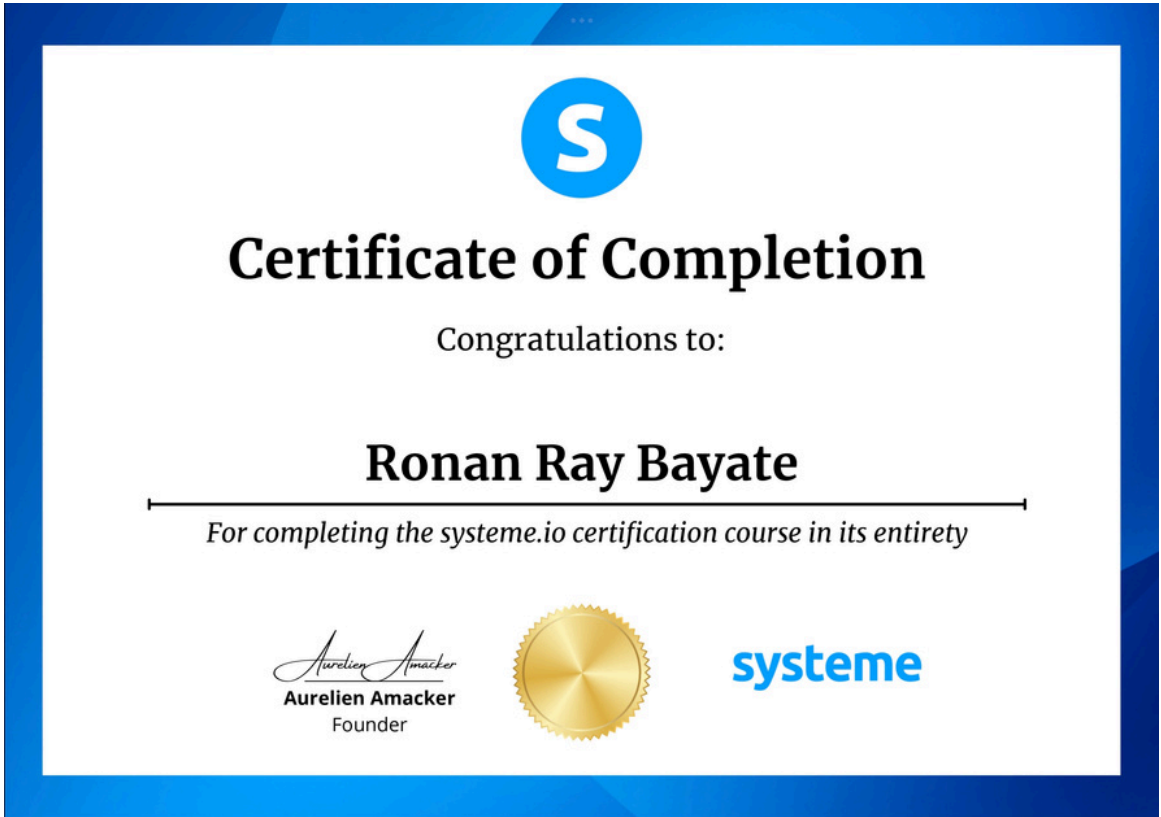 S
Certificate of Completion
Congratulations to:
Ronan Ray Bayate
For completing the systeme.io certification course in its entirety
Aurelien Amacker
Aurelien Amacker
Founder
systeme